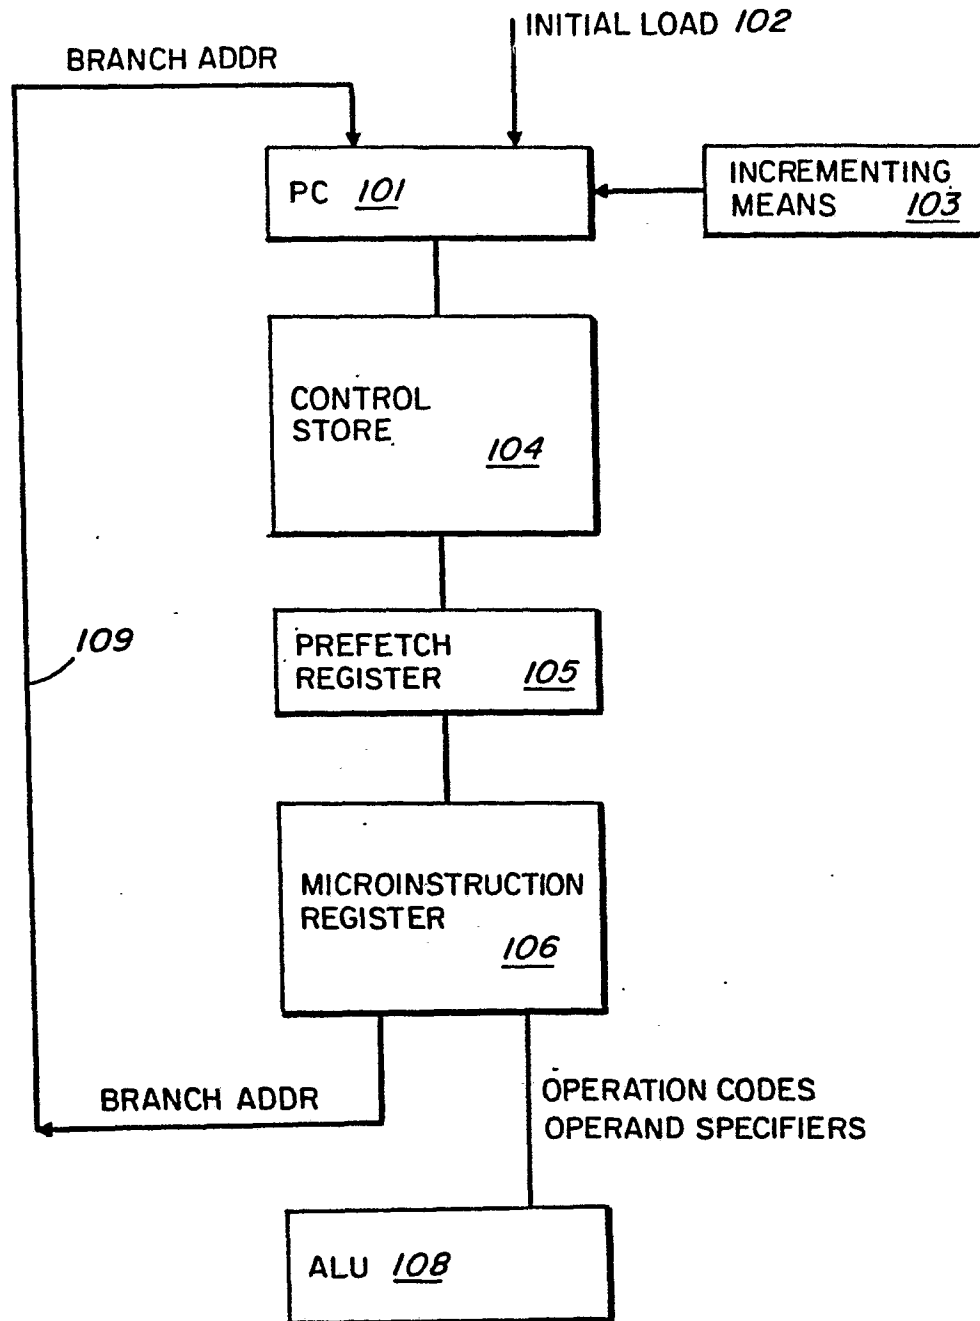 INITIAL LOAD 102
BRANCH ADDR
PC 101
INCREMENTING
MEANS 103
CONTROL
STORE
104
109
PREFETCH
REGISTER 105
MICROINSTRUCTION
REGISTER
106
BRANCH ADDR
OPERATION CODES
OPERAND SPECIFIERS
ALU 108